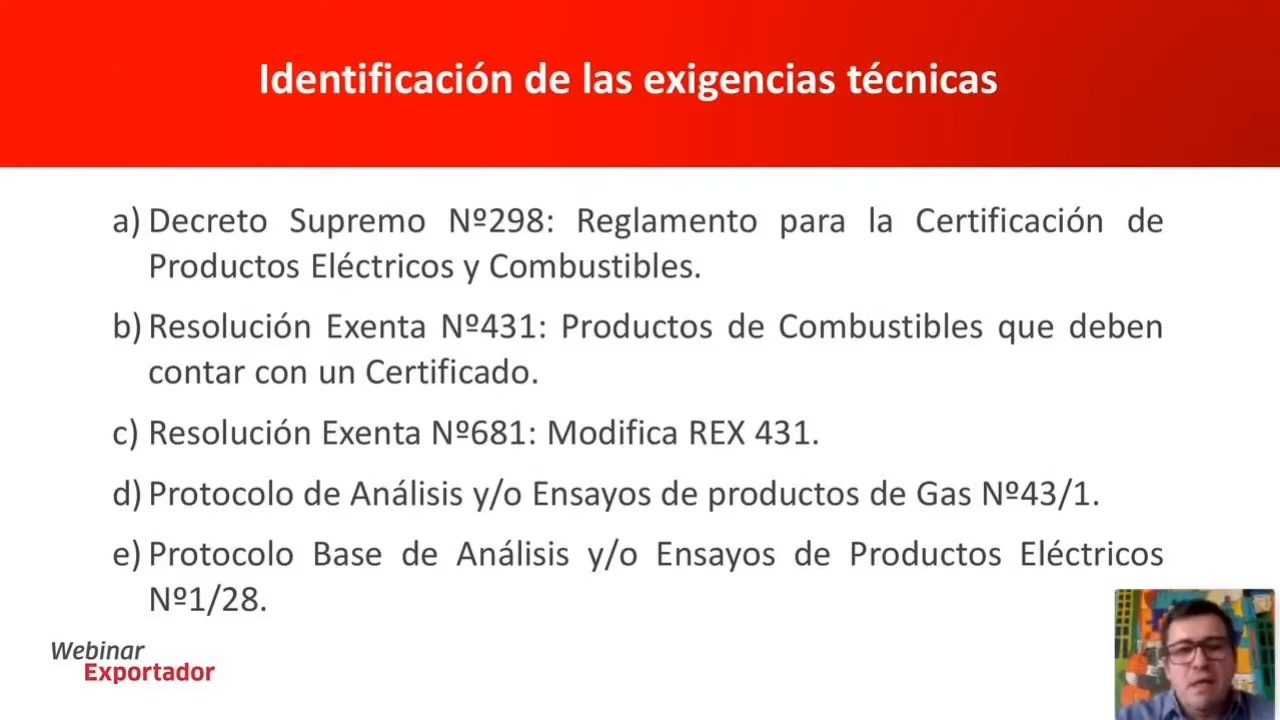 Identificación de las exigencias técnicas
a) Decreto Supremo Nº298: Reglamento para la Certificación de
Productos Eléctricos y Combustibles.
b) Resolución Exenta Nº431: Productos de Combustibles que deben
contar con un Certificado.
c) Resolución Exenta Nº681: Modifica REX 431.
d) Protocolo de Análisis y/o Ensayos de productos de Gas Nº43/1.
e) Protocolo Base de Análisis y/o Ensayos de Productos Eléctricos
Nº1/28.
Webinar
Exportador